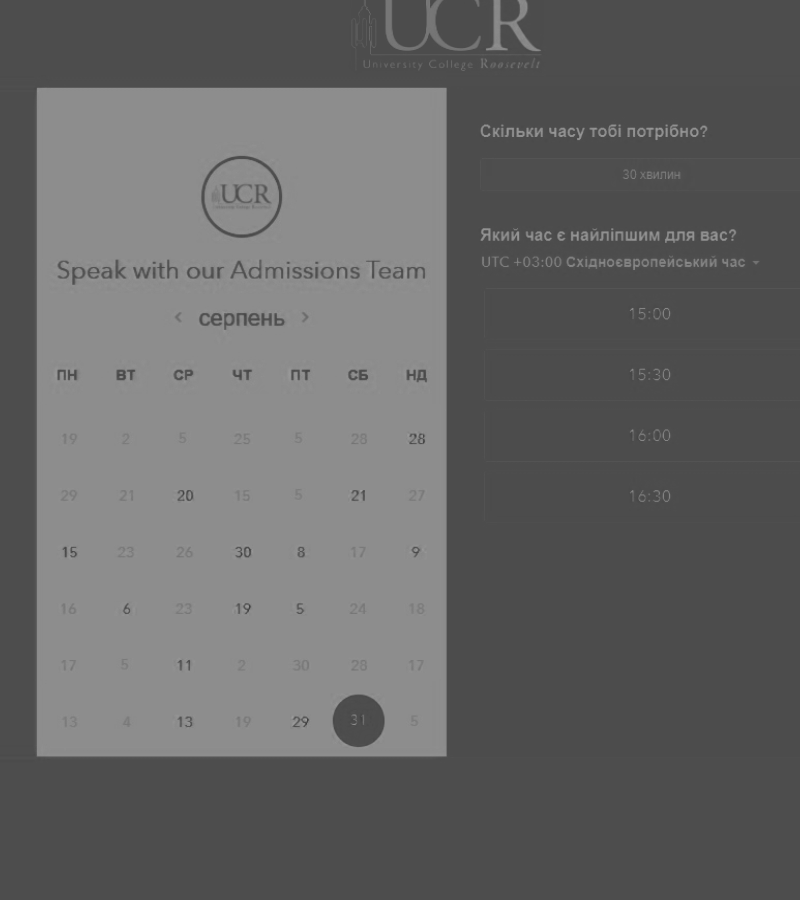 UCR
University College Roosevelt
UCR
Speak with our Admissions Team
‹ серпень ›
ПН ВТ СР ЧТ ПТ СБ НД
19 2 5 25 5 28 28
29 21 20 15 5 21 27
15 23 26 30 8 17 9
16 6 23 19 5 24 18
17 5 11 2 30 28 17
13 4 13 19 29 31 5
Скільки часу тобі потрібно?
30 хвилин
Який час є найліпшим для вас?
UTC +03:00 Східноєвропейський час
15:00
15:30
16:00
16:30